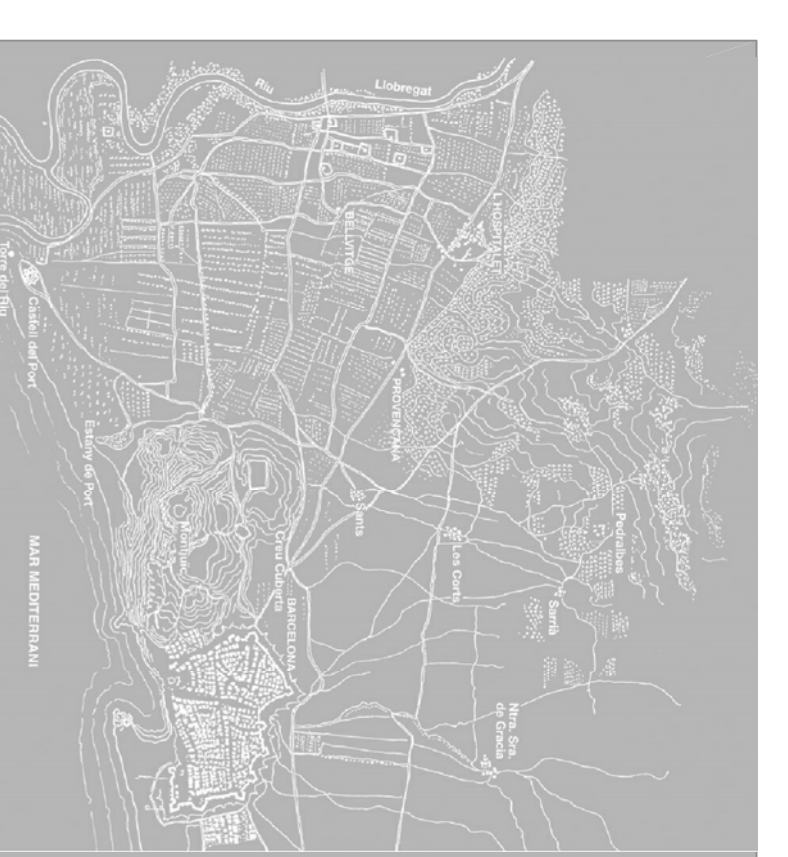 Riu
Llobregat
L'HOSPITALET
BELLVITGE
Torre del Riu
Castell del Port
PROVENÇANA
Estany de Port
Sants
Pedralbes
Montjuïc
Creu Cuberta
Les Corts
MAR MEDITERRANI
BARCELONA
Sarrià
Ntra. Sra.
de Gracia